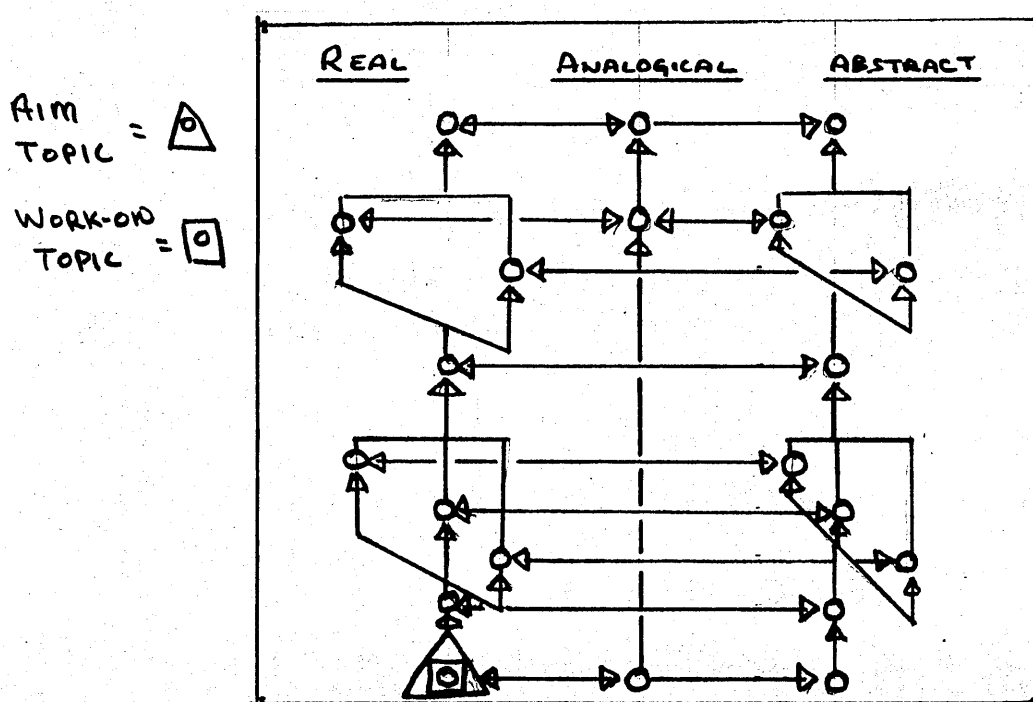 REAL ANALOGICAL ABSTRACT
AIM
TOPIC =
WORK-ON
TOPIC =